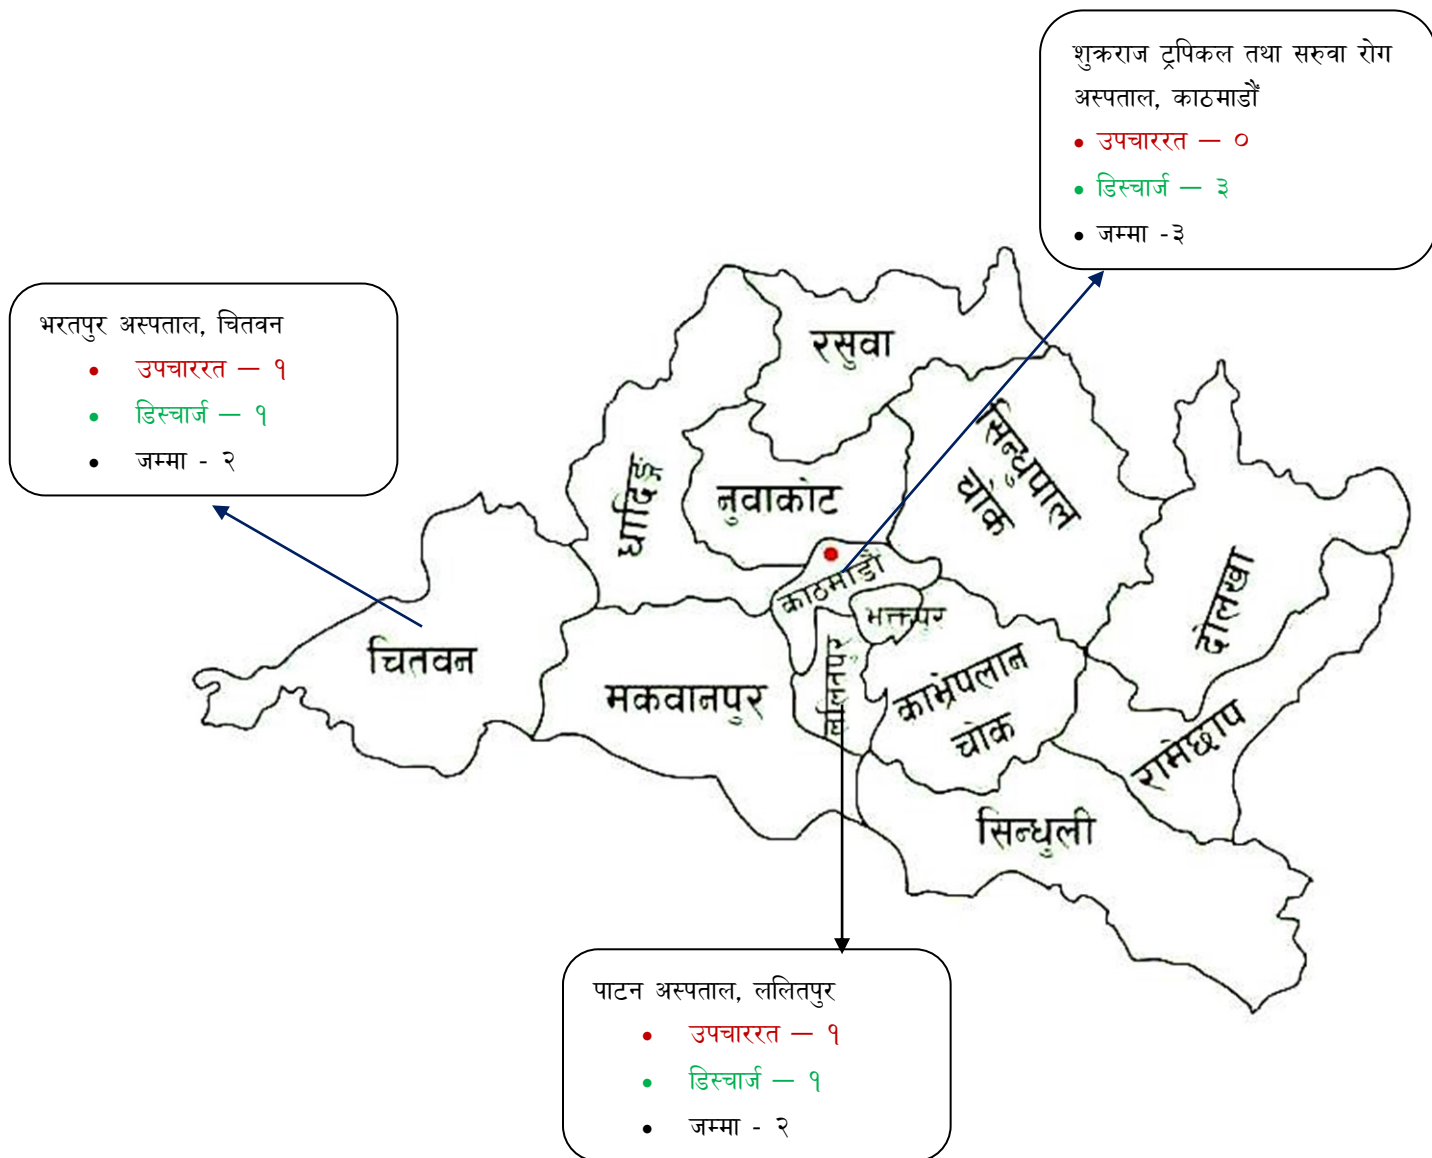 शुक्रराज ट्रपिकल तथा सरुवा रोग
अस्पताल, काठमाडौँ
• उपचाररत — ०
• डिस्चार्ज — ३
• जम्मा -३
भरतपुर अस्पताल, चितवन
• उपचाररत — १
• डिस्चार्ज — १
• जम्मा - २
रसुवा
सिन्धुपाल
चोक
धादिङ्ग
नुवाकोट
काठमाडौं
भक्तपुर
ललितपुर
दोलखा
चितवन
मकवानपुर
काभ्रेपलान
चोक
रामेछाप
सिन्धुली
पाटन अस्पताल, ललितपुर
• उपचाररत — १
• डिस्चार्ज — १
• जम्मा - २